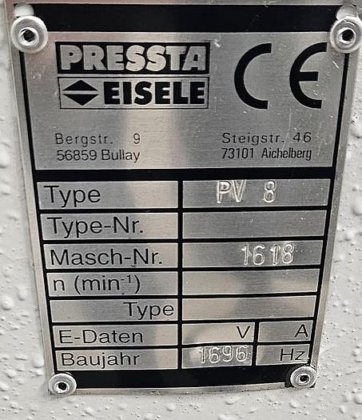 PRESSTA
EISELE
CE
Bergstr. 9 Steigstr. 46
56859 Bullay 73101 Aichelberg
Type PV 8
Type-Nr.
Masch-Nr. 1618
n (min⁻¹)
Type
E-Daten V A
Baujahr 1696 Hz